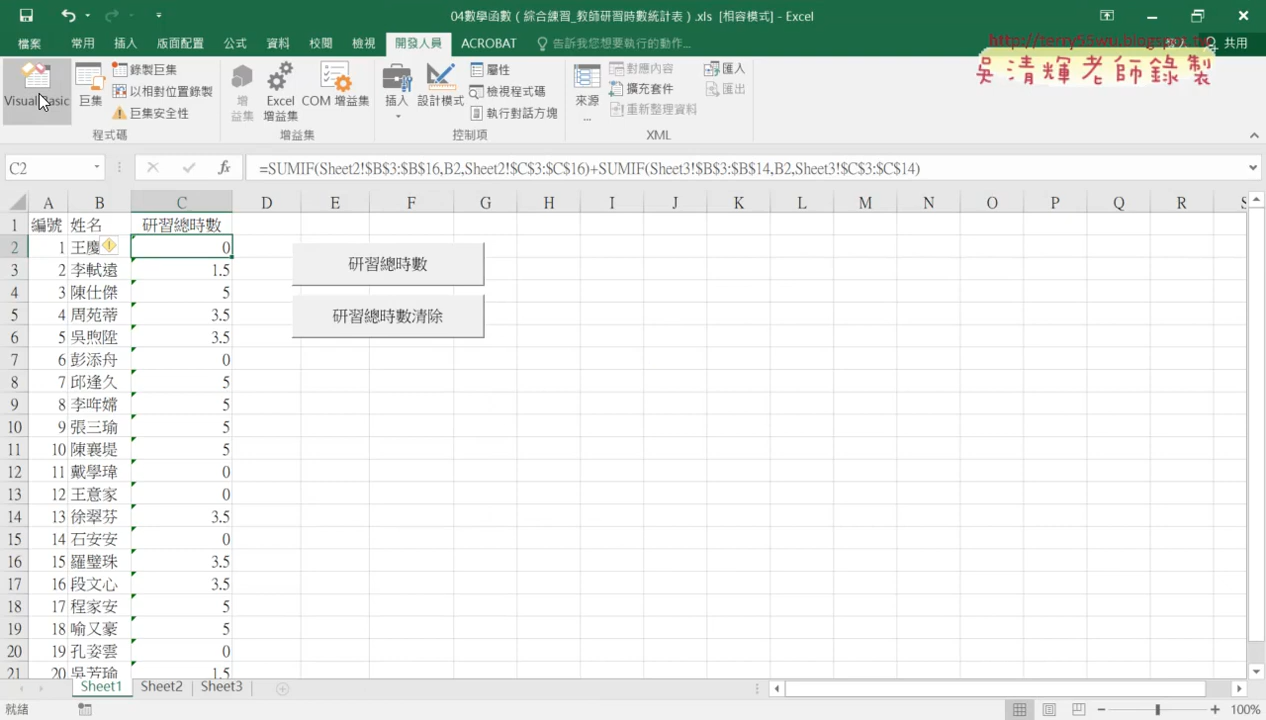 04數學函數（綜合練習_教師研習時數統計表）.xls [相容模式] - Excel
檔案 常用 插入 版面配置 公式 資料 校閱 檢視 開發人員 ACROBAT 告訴我您想要執行的動作... 共用
http://terry55wu.blogspot.tw
吳清輝老師錄製
Visual Basic 巨集 錄製巨集 以相對位置錄製 巨集安全性
增益集 Excel 增益集 COM 增益集
插入 設計模式 屬性 檢視程式碼 執行對話方塊
來源... 對應內容 擴充套件 重新整理資料 匯入 匯出
程式碼 增益集 控制項 XML
C2 fx =SUMIF(Sheet2!$B$3:$B$16,B2,Sheet2!$C$3:$C$16)+SUMIF(Sheet3!$B$3:$B$14,B2,Sheet3!$C$3:$C$14)
A B C D E F G H I J K L M N O P Q R S
1 編號 姓名 研習總時數
2 1 王慶 0
3 2 李軾遠 1.5
4 3 陳仕傑 5
5 4 周苑蒂 3.5
6 5 吳煦陞 3.5
7 6 彭添舟 0
8 7 邱逢久 5
9 8 李嫦 5
10 9 張三瑜 5
11 10 陳襄堤 5
12 11 戴學瑋 0
13 12 王意家 0
14 13 徐翠芬 3.5
15 14 石安安 0
16 15 羅璧珠 3.5
17 16 段文心 3.5
18 17 程家安 5
19 18 喻又豪 5
20 19 孔姿雲 0
21 20 吳芳瑜 1.5
研習總時數
研習總時數清除
Sheet1 Sheet2 Sheet3
就緒 100%